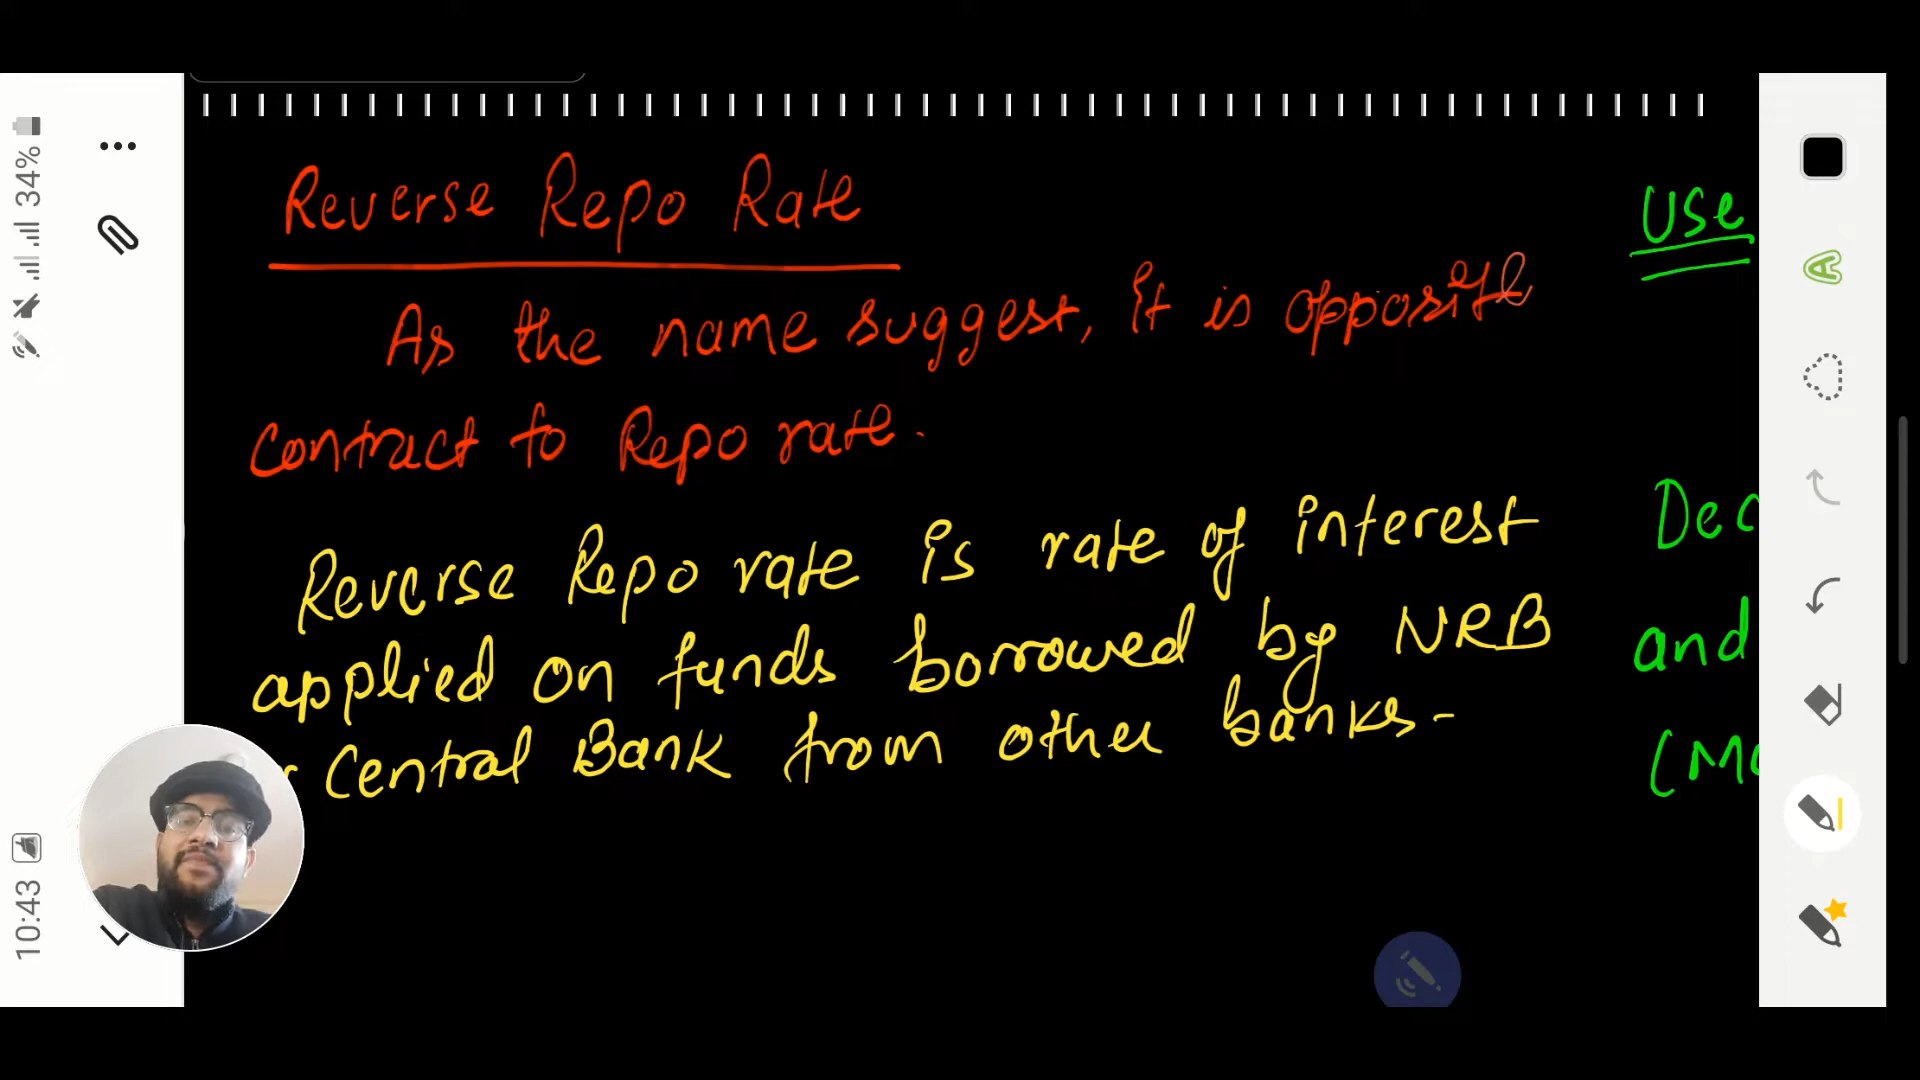 34%
10:43
Reverse Repo Rate
As the name suggest, it is opposite
contract to Repo rate.
Reverse Repo rate is rate of interest
applied on funds borrowed by NRB
Central Bank from other banks-
Use
Dec
and
(Mo